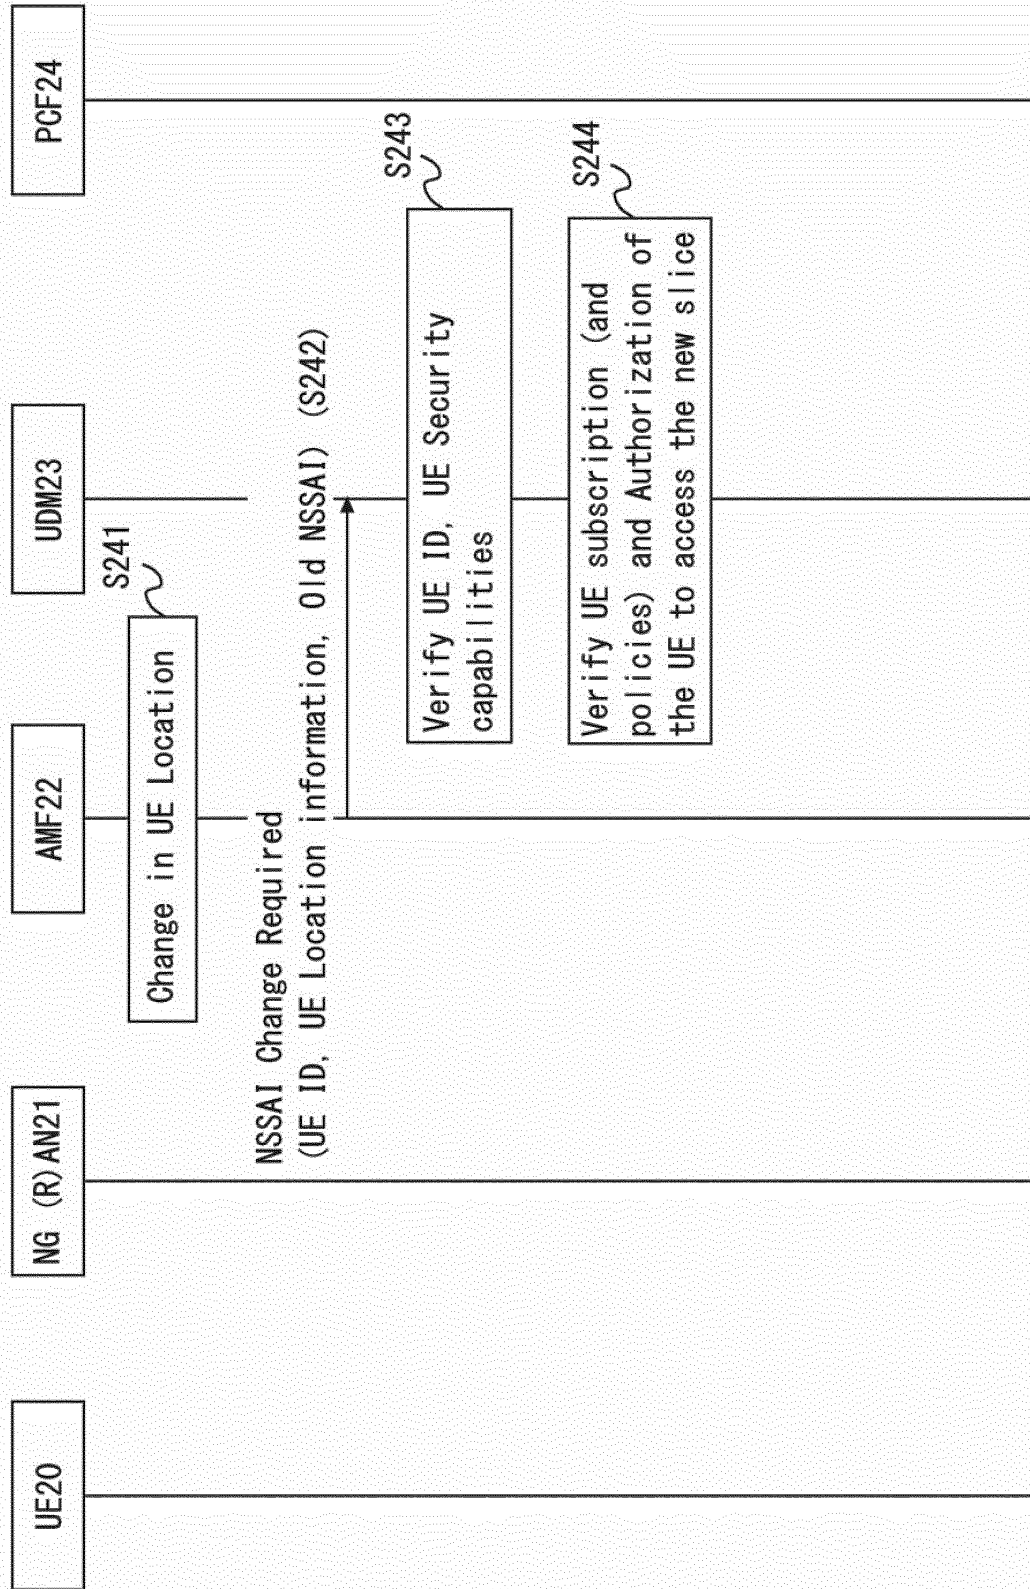 UE20
NG (R)AN21
AMF22
UDM23
PCF24
Change in UE Location
S241
NSSAI Change Required
(UE ID, UE Location information, Old NSSAI) (S242)
Verify UE ID, UE Security
capabilities
S243
Verify UE subscription (and
policies) and Authorization of
the UE to access the new slice
S244